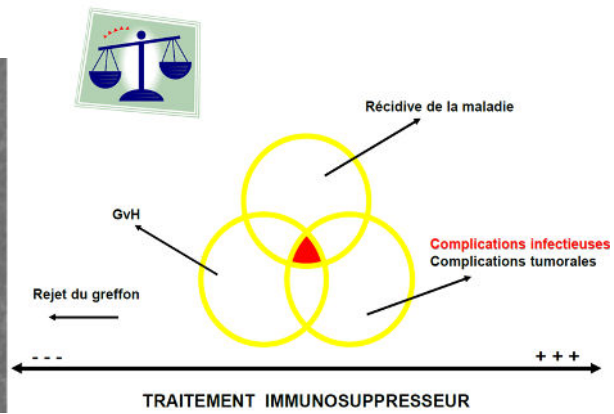 Récidive de la maladie
GvH
Complications infectieuses
Complications tumorales
Rejet du greffon
- - -
+ + +
TRAITEMENT IMMUNOSUPPRESSEUR